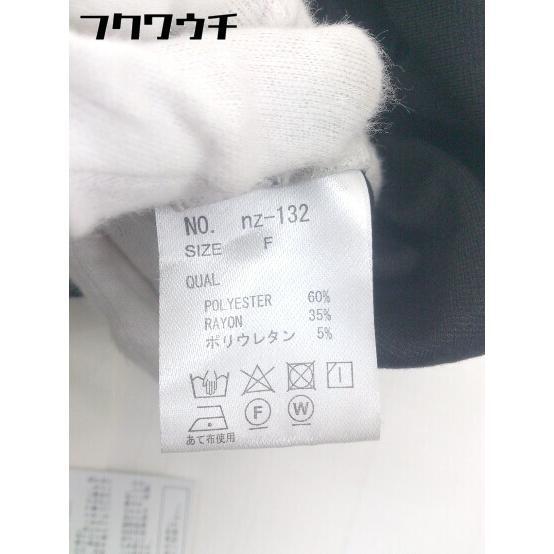 フクワウチ
NO. nz-132
SIZE F
QUAL
POLYESTER 60%
RAYON 35%
ポリウレタン 5%
F W
あて布使用